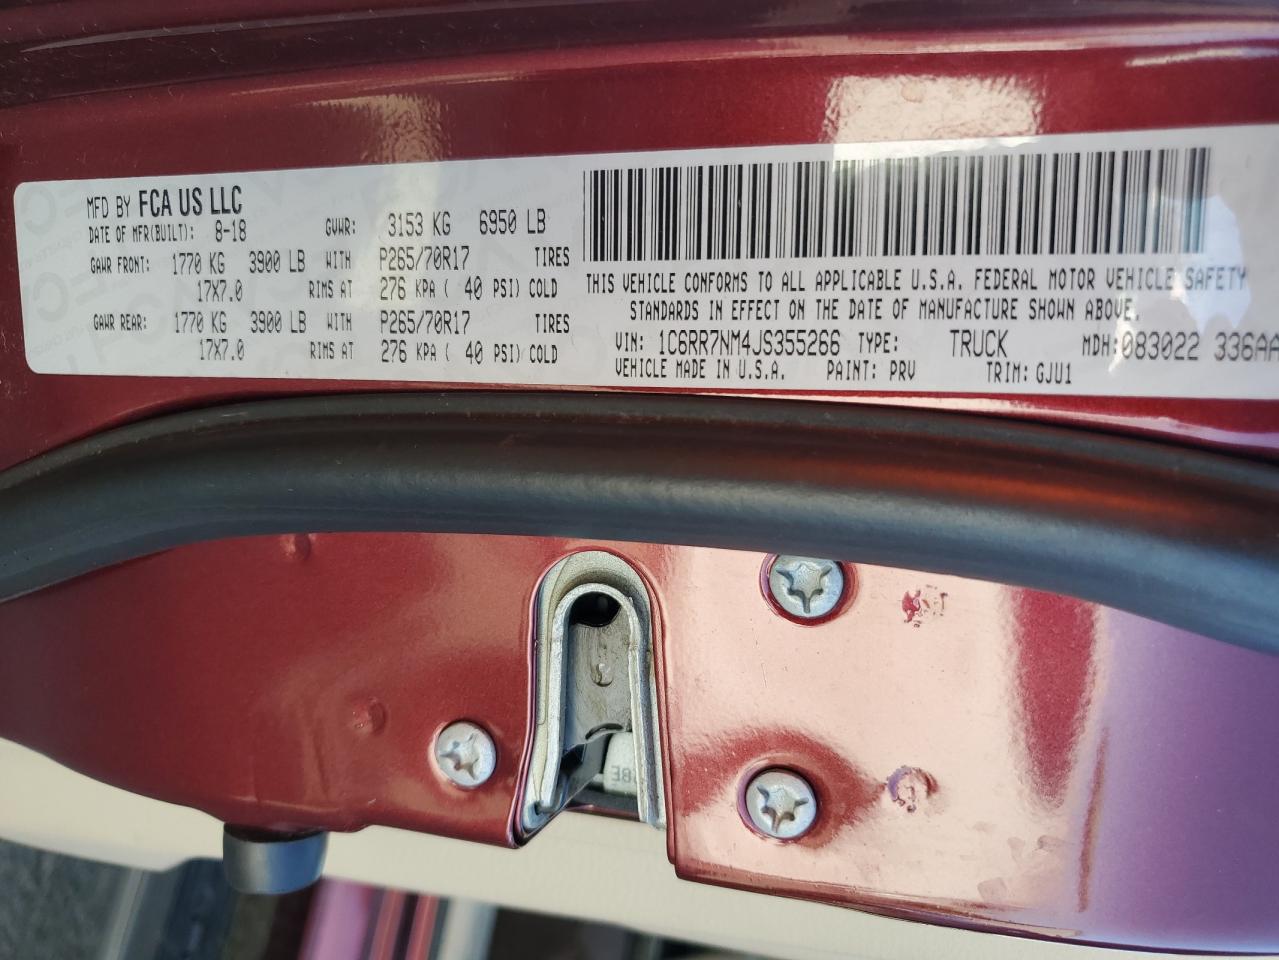 MFD BY FCA US LLC
DATE OF MFR(BUILT): 8-18 GVWR: 3153 KG 6950 LB
GAWR FRONT: 1770 KG 3900 LB WITH P265/70R17 TIRES
17X7.0 RIMS AT 276 KPA ( 40 PSI) COLD
GAWR REAR: 1770 KG 3900 LB WITH P265/70R17 TIRES
17X7.0 RIMS AT 276 KPA ( 40 PSI) COLD
THIS VEHICLE CONFORMS TO ALL APPLICABLE U.S.A. FEDERAL MOTOR VEHICLE SAFETY
STANDARDS IN EFFECT ON THE DATE OF MANUFACTURE SHOWN ABOVE.
VIN: 1C6RR7NM4JS355266 TYPE: TRUCK MDH:083022 336AA
VEHICLE MADE IN U.S.A. PAINT: PRV TRIM: GJU1